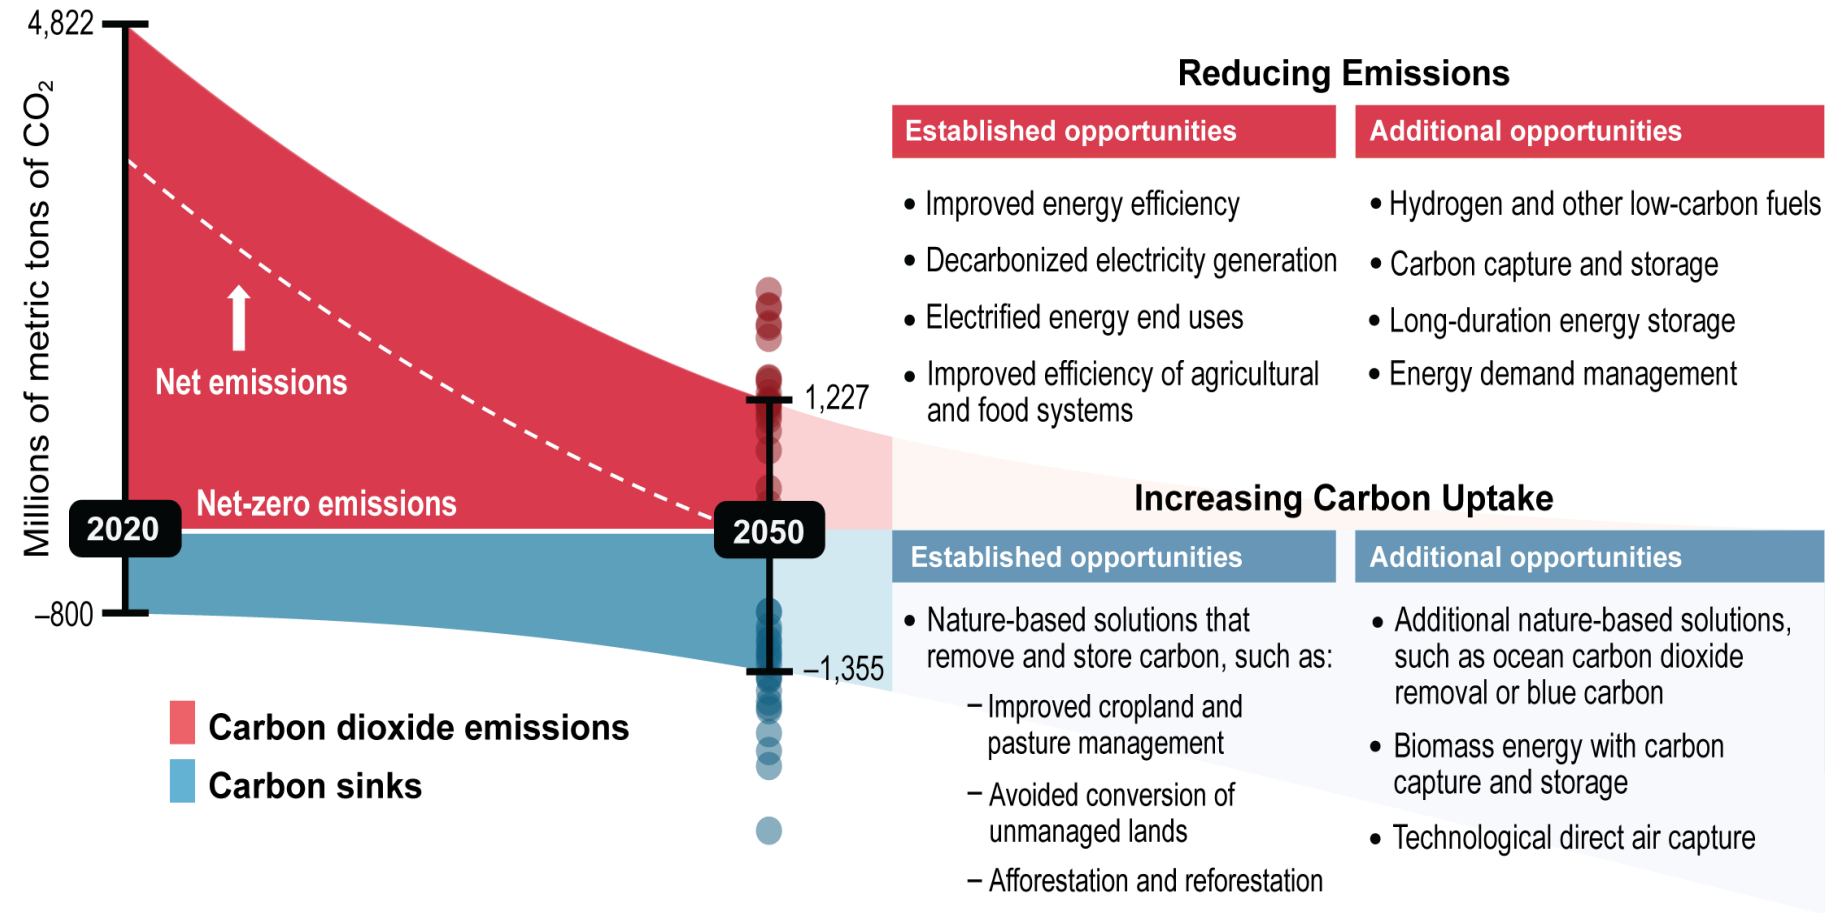 4,822
Millions of metric tons of CO₂
Net emissions
Net-zero emissions
2020
2050
–800
1,227
–1,355
Carbon dioxide emissions
Carbon sinks
Reducing Emissions
Established opportunities
• Improved energy efficiency
• Decarbonized electricity generation
• Electrified energy end uses
• Improved efficiency of agricultural
and food systems
Additional opportunities
• Hydrogen and other low-carbon fuels
• Carbon capture and storage
• Long-duration energy storage
• Energy demand management
Increasing Carbon Uptake
Established opportunities
• Nature-based solutions that
remove and store carbon, such as:
– Improved cropland and
pasture management
– Avoided conversion of
unmanaged lands
– Afforestation and reforestation
Additional opportunities
• Additional nature-based solutions,
such as ocean carbon dioxide
removal or blue carbon
• Biomass energy with carbon
capture and storage
• Technological direct air capture